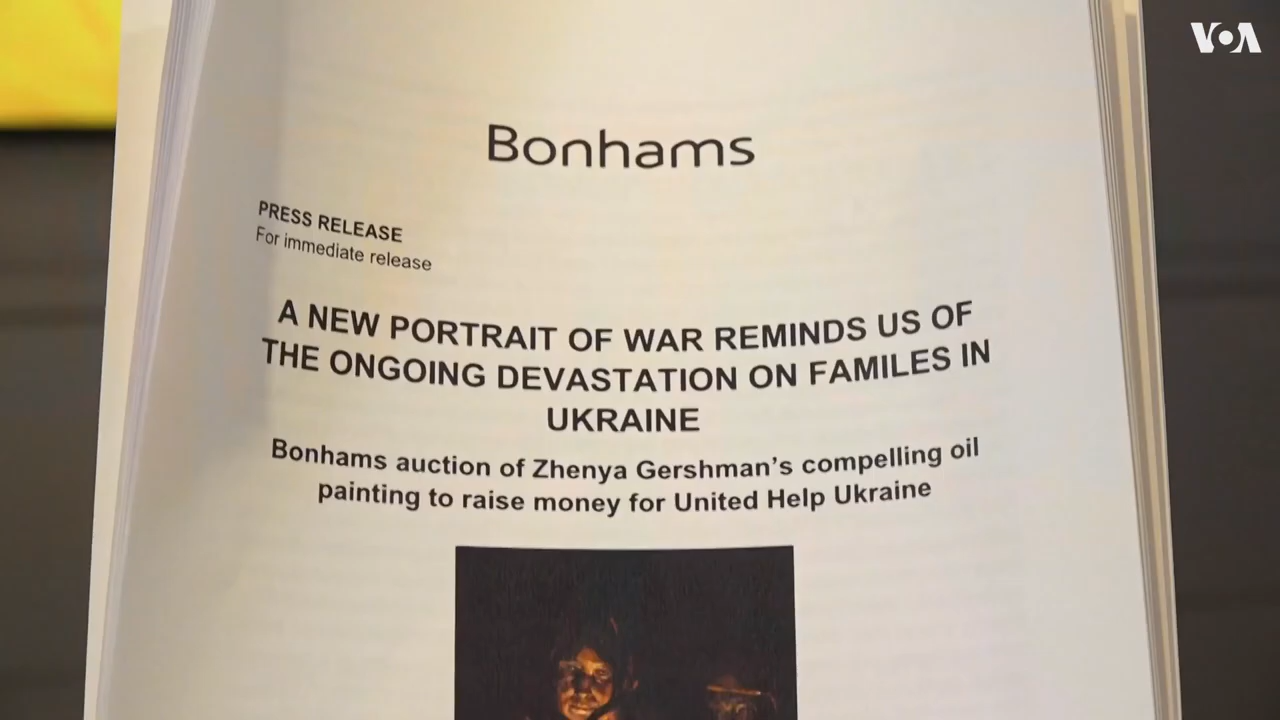 VOA
Bonhams
PRESS RELEASE
For immediate release
A NEW PORTRAIT OF WAR REMINDS US OF
THE ONGOING DEVASTATION ON FAMILES IN
UKRAINE
Bonhams auction of Zhenya Gershman's compelling oil
painting to raise money for United Help Ukraine